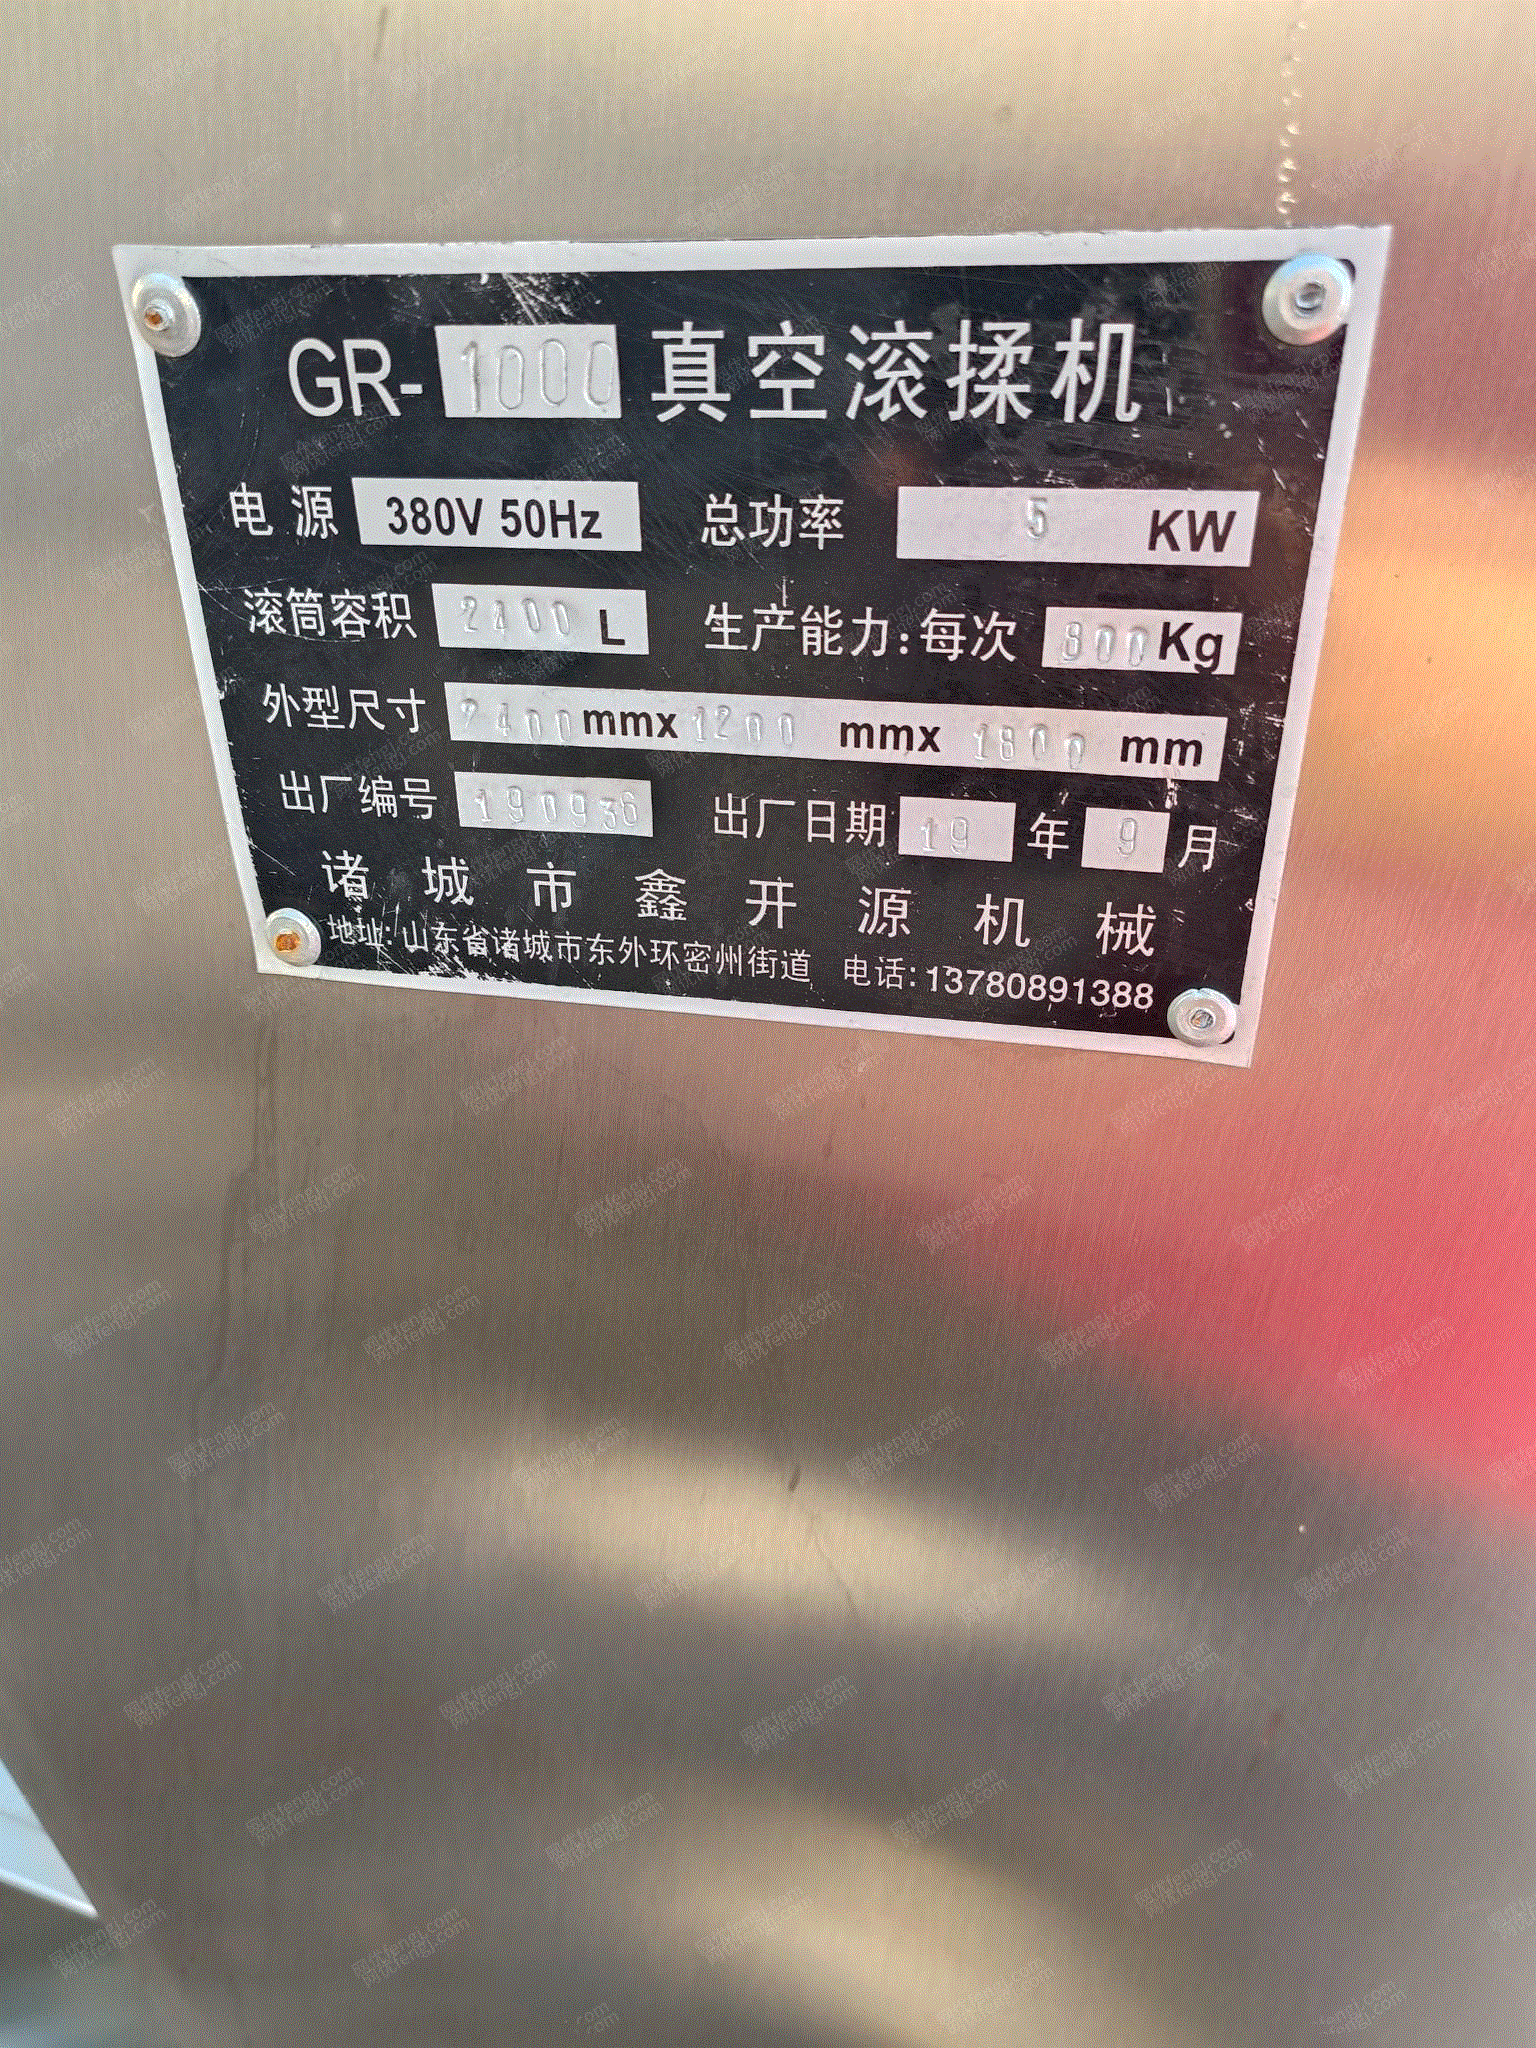 GR-1000 真空滚揉机
电 源 380V 50Hz 总功率 5 KW
滚筒容积 2400 L 生产能力:每次 800 Kg
外型尺寸 2400 mmx 1200 mmx 1800 mm
出厂编号 190936 出厂日期 19 年 9 月
诸城市鑫开源机械
地址: 山东省诸城市东外环密州街道 电话: 13780891388